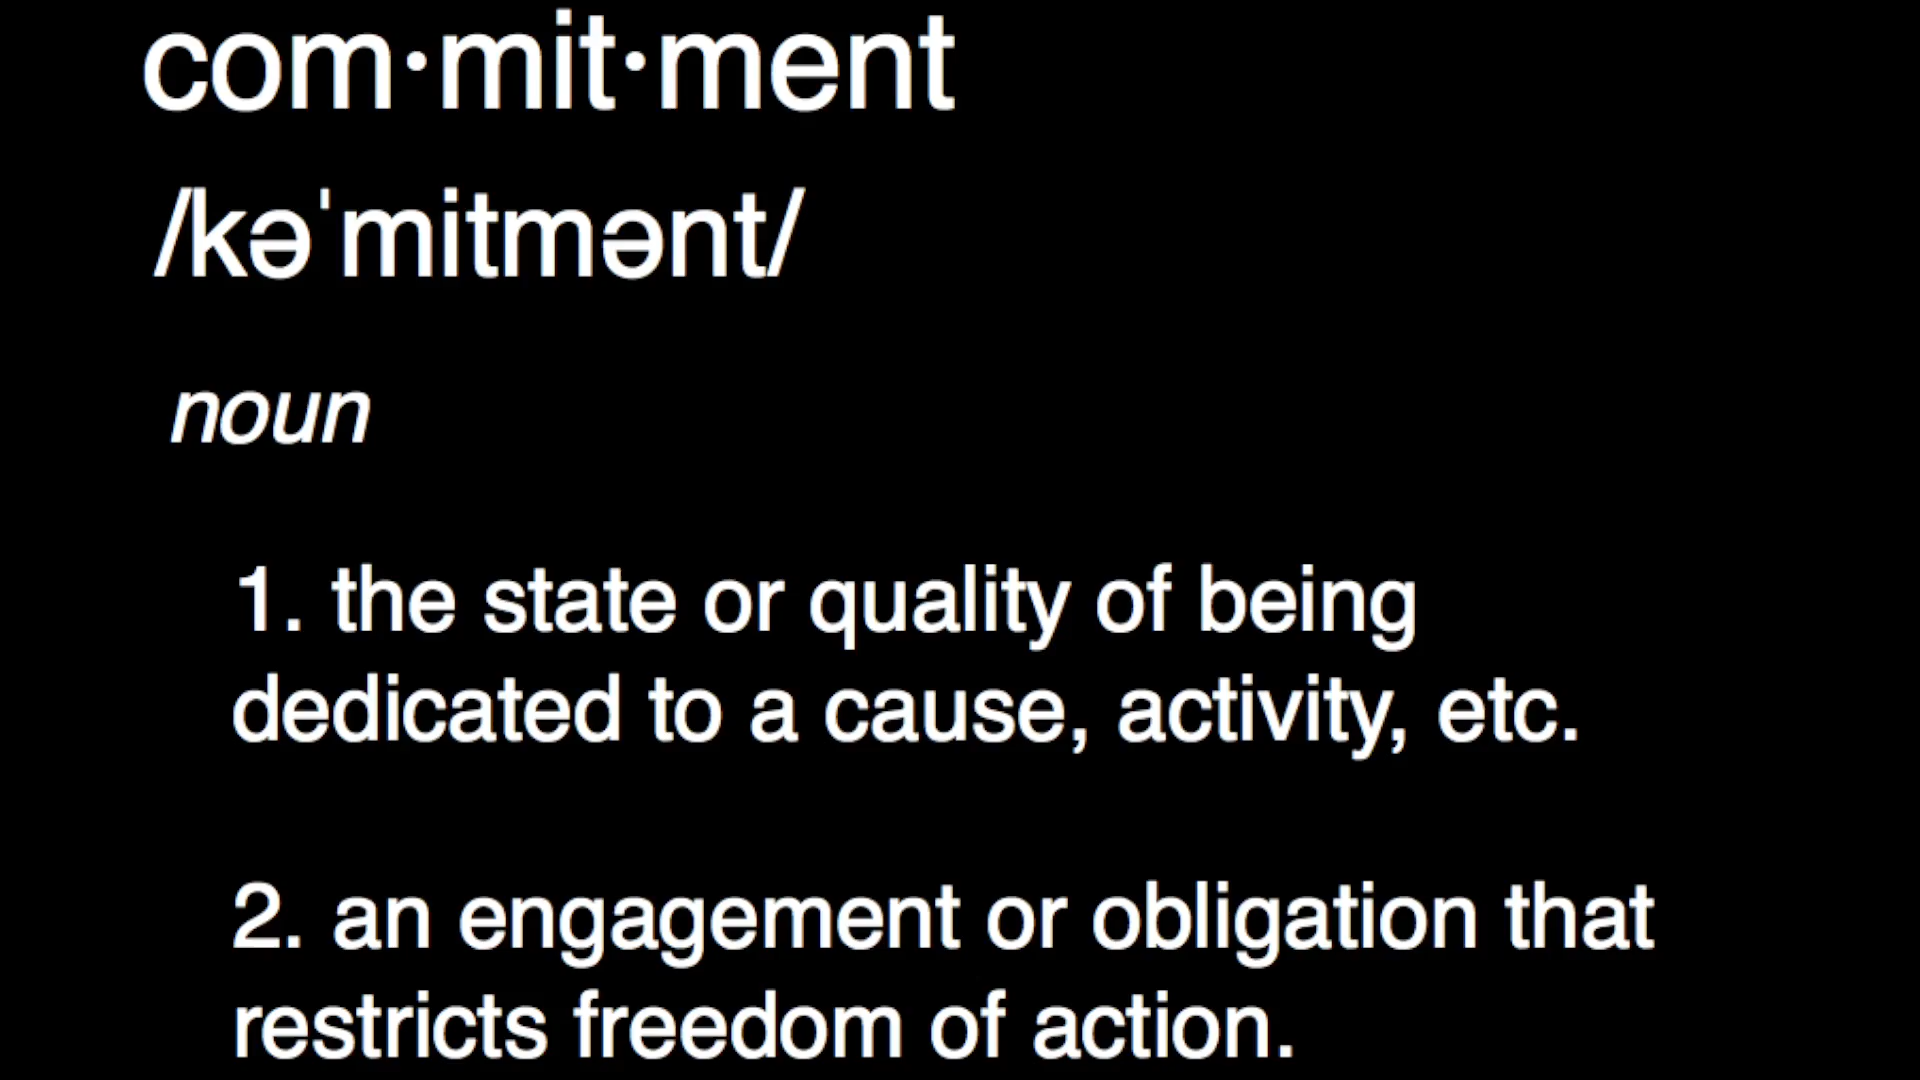 com·mit·ment
/kəˈmitmənt/
noun
1. the state or quality of being
dedicated to a cause, activity, etc.
2. an engagement or obligation that
restricts freedom of action.